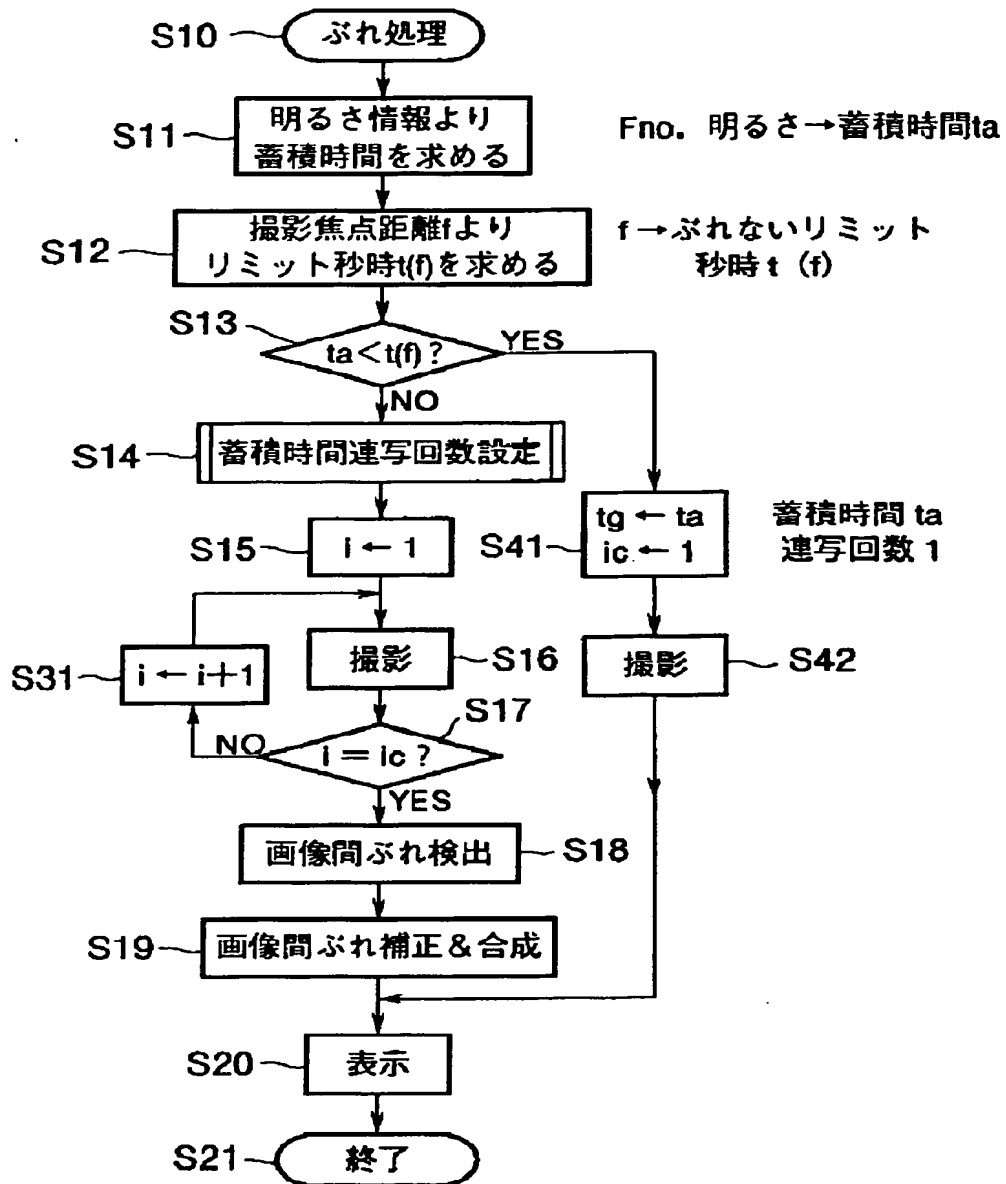 S10
ぶれ処理
S11
明るさ情報より
蓄積時間を求める
Fno. 明るさ→蓄積時間ta
S12
撮影焦点距離fより
リミット秒時t(f)を求める
f→ぶれないリミット
秒時 t (f)
S13
ta<t(f)?
YES
NO
S14
蓄積時間連写回数設定
S15
i ← 1
S41
tg ← ta
ic ← 1
蓄積時間 ta
連写回数 1
S31
i ← i+1
撮影
S16
撮影
S42
S17
NO
i = ic ?
YES
画像間ぶれ検出
S18
S19
画像間ぶれ補正&合成
S20
表示
S21
終了